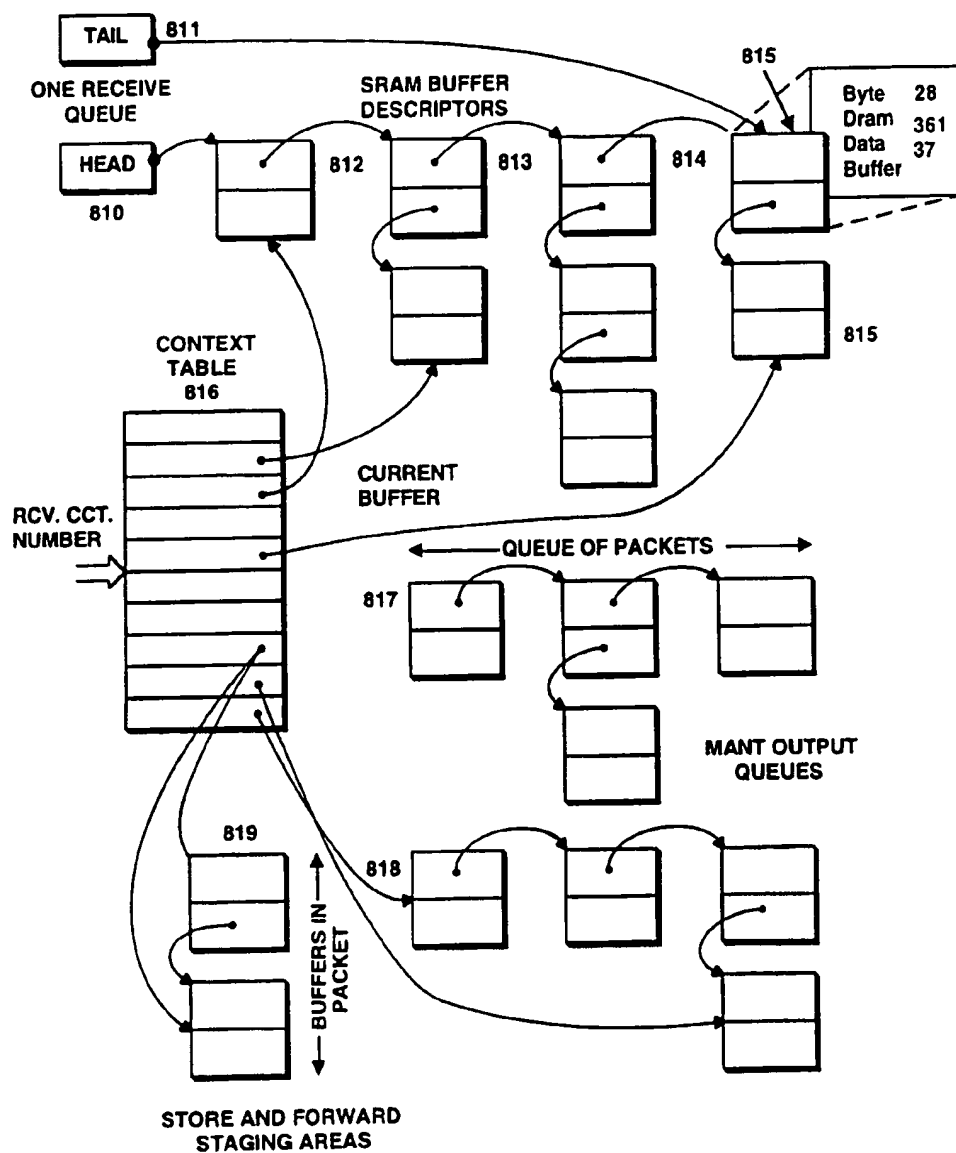 TAIL
811
ONE RECEIVE
QUEUE
HEAD
810
SRAM BUFFER
DESCRIPTORS
812
813
814
815
Byte 28
Dram 361
Data 37
Buffer
815
CONTEXT
TABLE
816
RCV. CCT.
NUMBER
CURRENT
BUFFER
QUEUE OF PACKETS
817
MANT OUTPUT
QUEUES
819
818
BUFFERS IN
PACKET
STORE AND FORWARD
STAGING AREAS